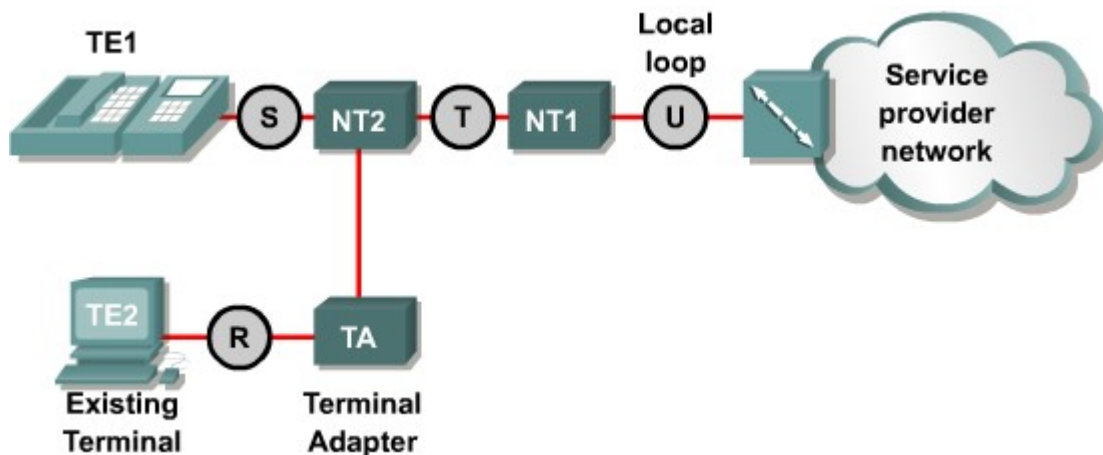 TE1
Local
loop
Service
provider
network
S
NT2
T
NT1
U
TE2
R
TA
Existing
Terminal
Terminal
Adapter